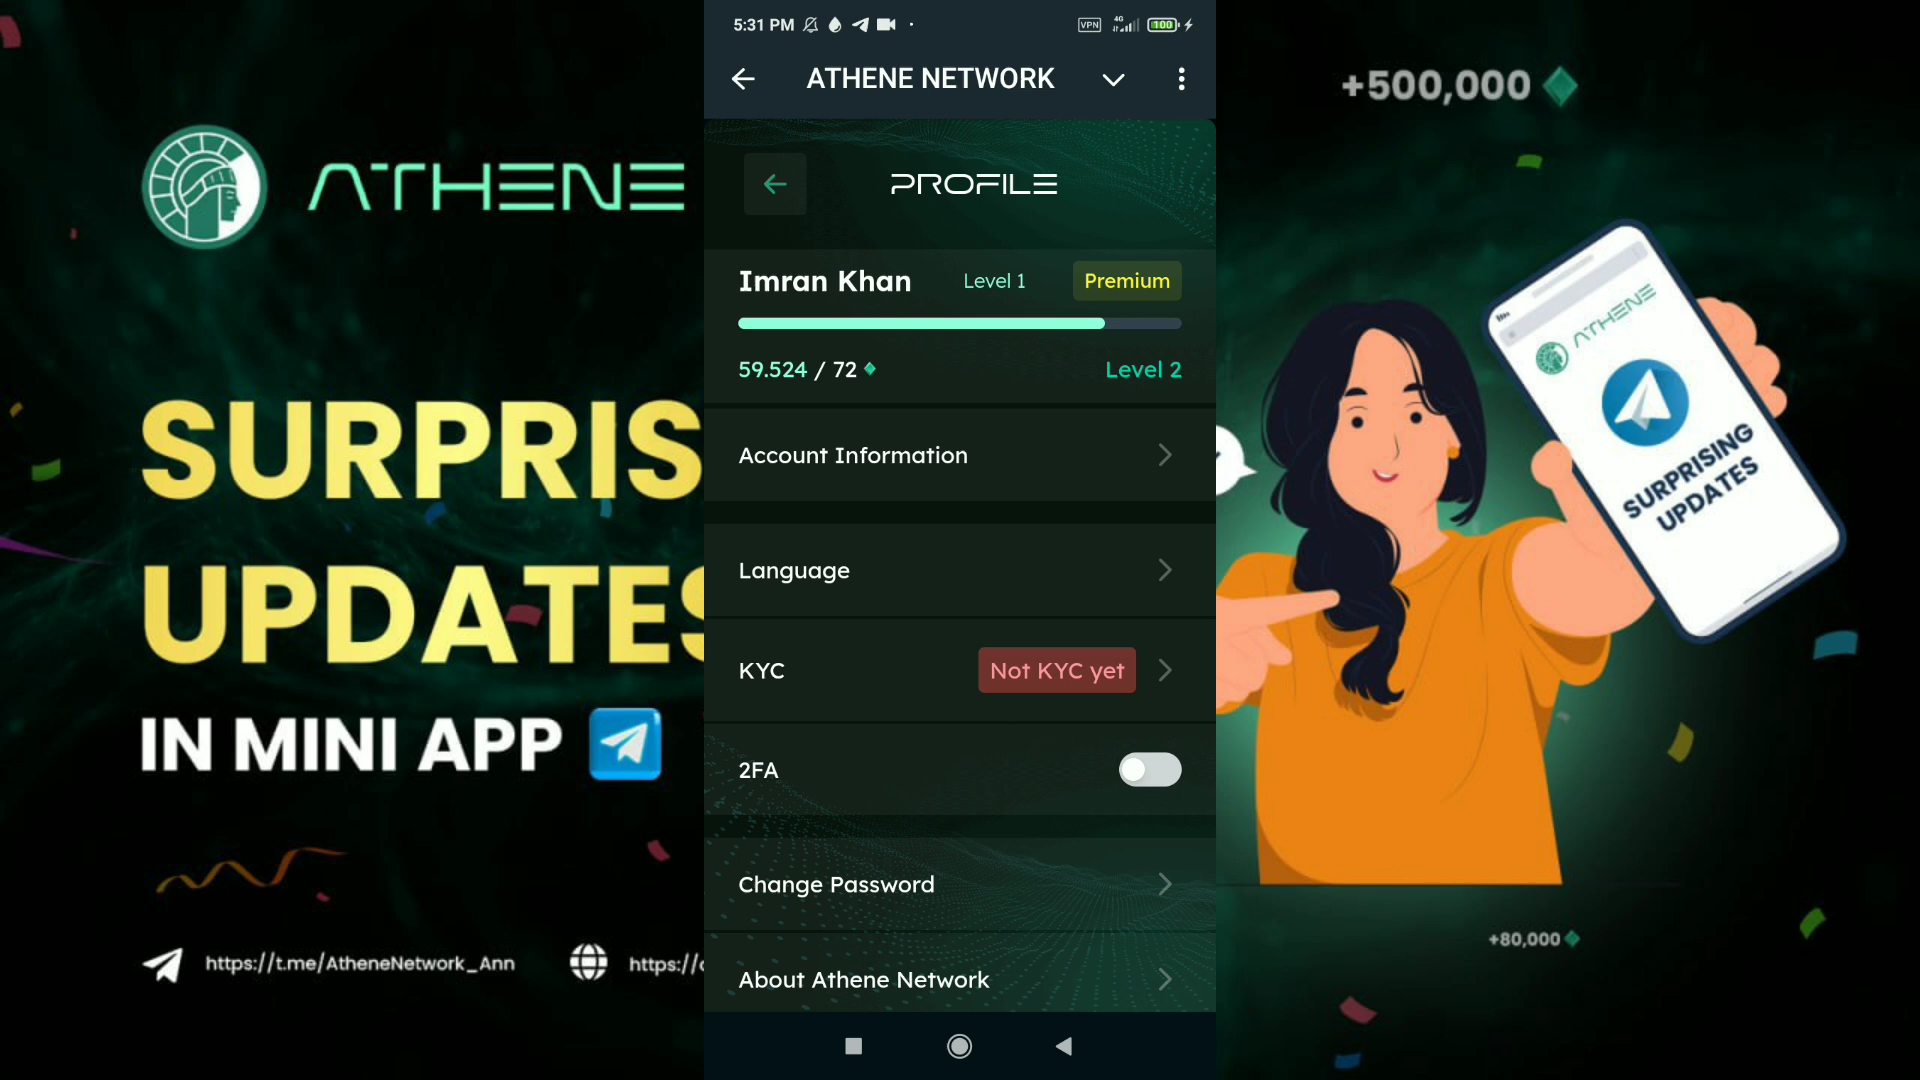 ATHENE
SURPRIS
UPDATES
IN MINI APP
https://t.me/AtheneNetwork_Ann
https://
5:31 PM
VPN
4G
100
ATHENE NETWORK
PROFILE
Imran Khan
Level 1
Premium
59.524 / 72
Level 2
Account Information
Language
KYC
Not KYC yet
2FA
Change Password
About Athene Network
+500,000
ATHENE
SURPRISING
UPDATES
+80,000